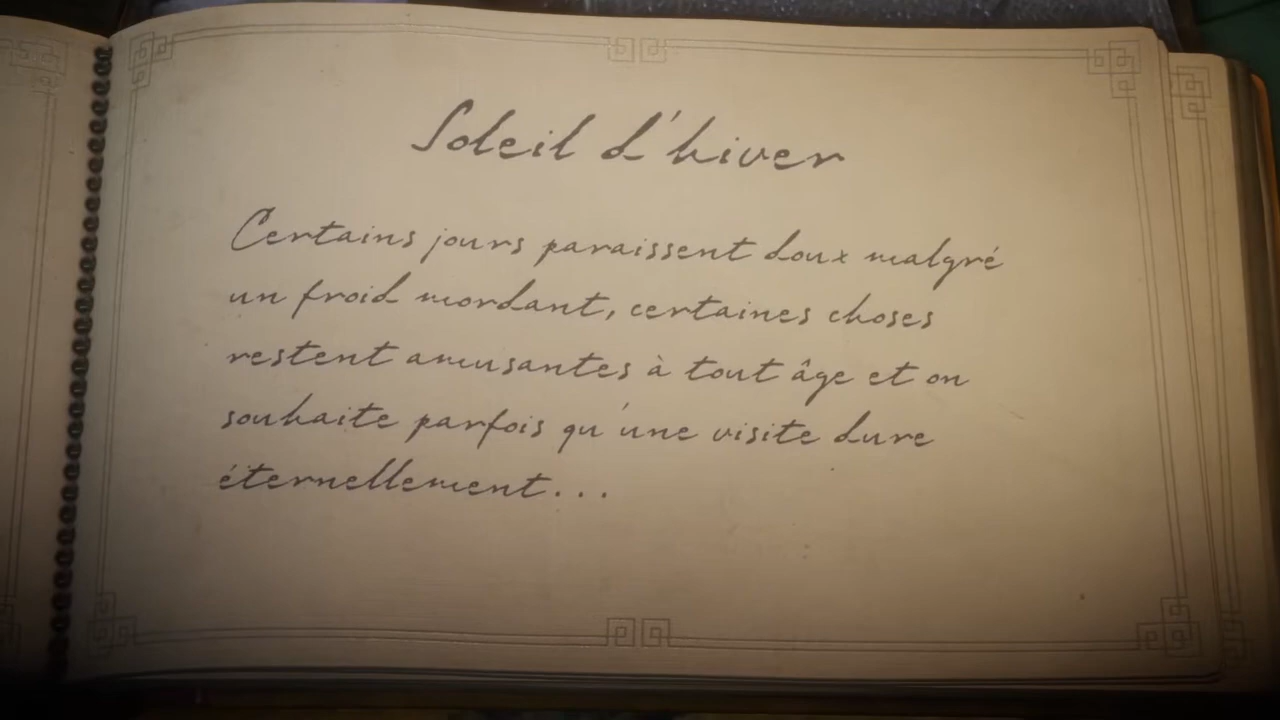 Soleil d'hiver
Certains jours paraissent doux malgré
un froid mordant, certaines choses
restent amusantes à tout âge et on
souhaite parfois qu'une visite dure
éternellement...